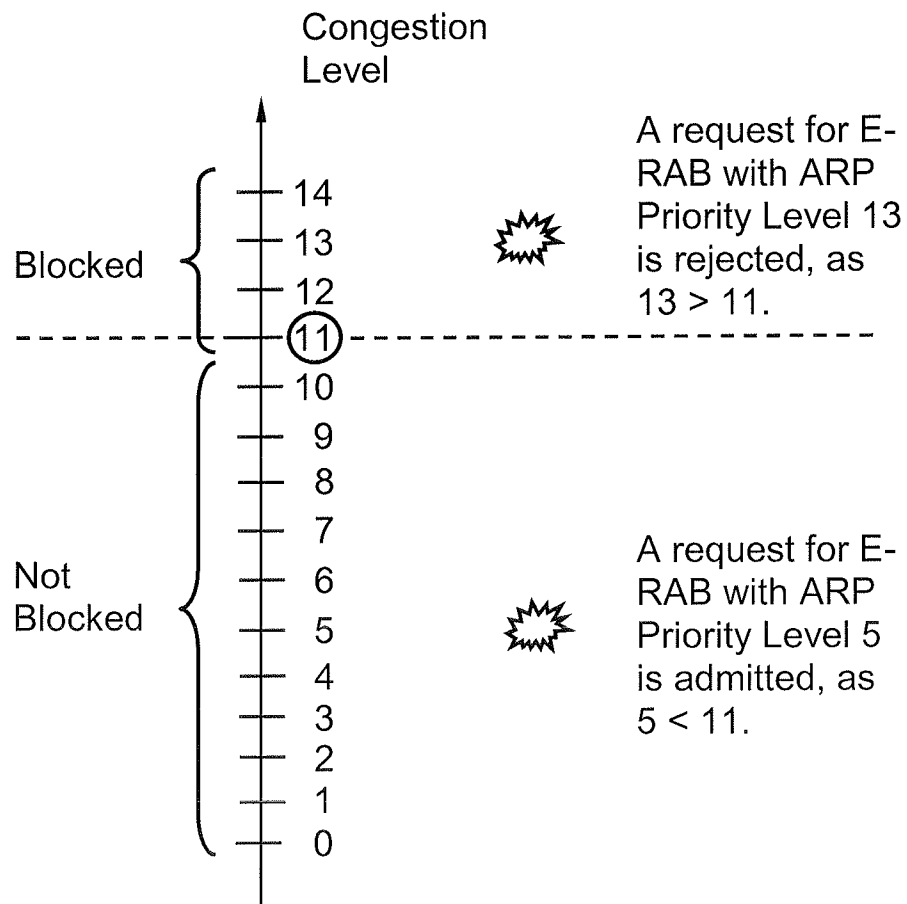 Congestion
Level
A request for E-
RAB with ARP
Priority Level 13
is rejected, as
13 > 11.
Blocked
14
13
12
11
10
9
8
7
6
5
4
3
2
1
0
Not
Blocked
A request for E-
RAB with ARP
Priority Level 5
is admitted, as
5 < 11.